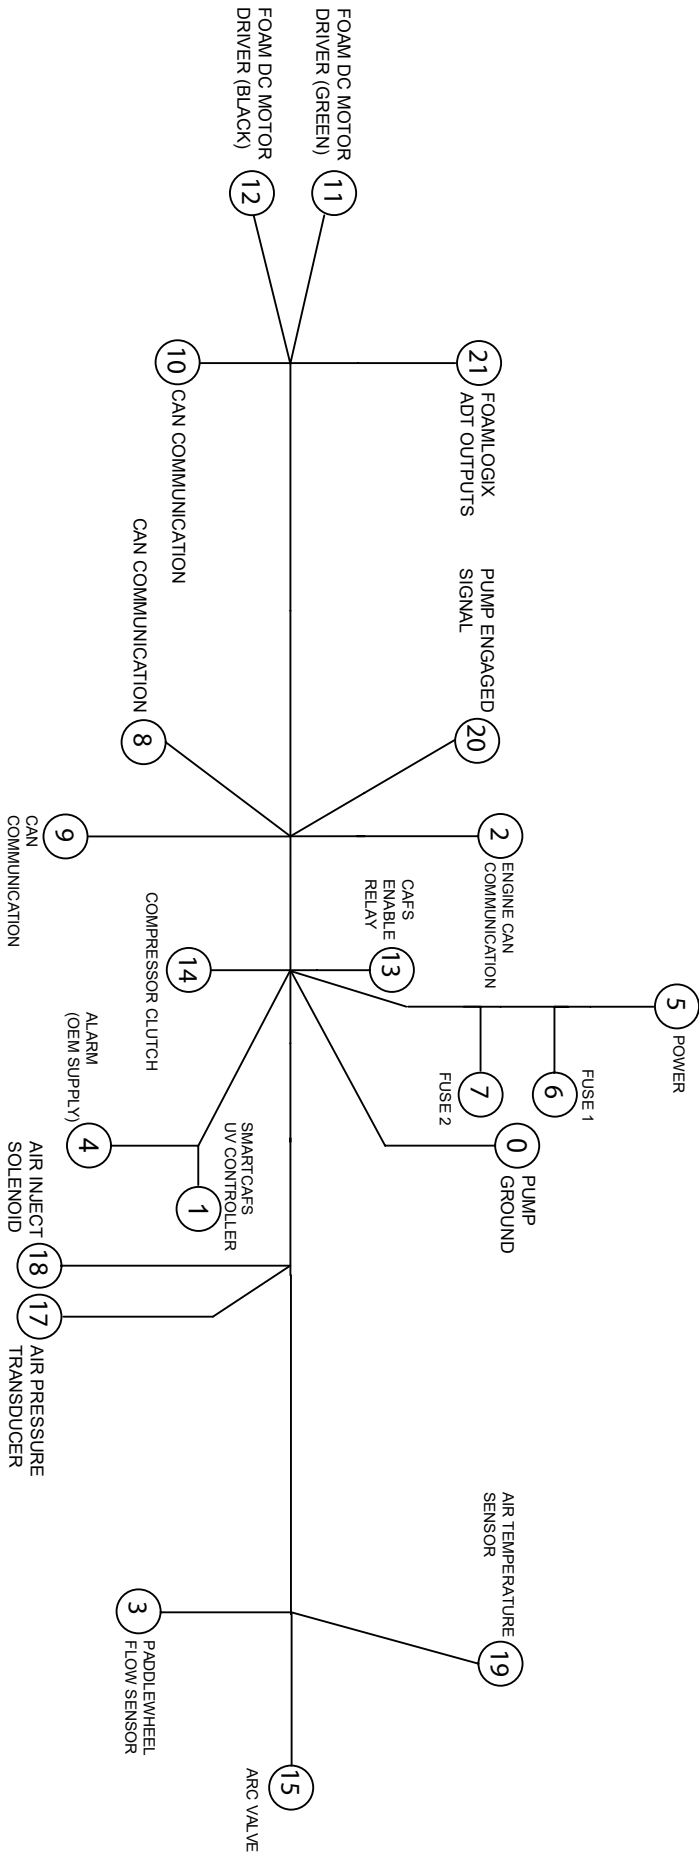 FOAM DC MOTOR
DRIVER (GREEN)
11
FOAM DC MOTOR
DRIVER (BLACK)
12
21
FOAMLOGIX
ADT OUTPUTS
10
CAN COMMUNICATION
PUMP ENGAGED
SIGNAL
20
CAN COMMUNICATION
8
2
ENGINE CAN
COMMUNICATION
9
CAN
COMMUNICATION
CAFS
ENABLE
RELAY
13
COMPRESSOR CLUTCH
14
5
POWER
FUSE 1
6
FUSE 2
7
0
PUMP
GROUND
ALARM
(OEM SUPPLY)
4
SMARTCAFS
UV CONTROLLER
1
AIR INJECT
SOLENOID
18
17
AIR PRESSURE
TRANSDUCER
AIR TEMPERATURE
SENSOR
19
3
PADDLEWHEEL
FLOW SENSOR
15
ARC VALVE